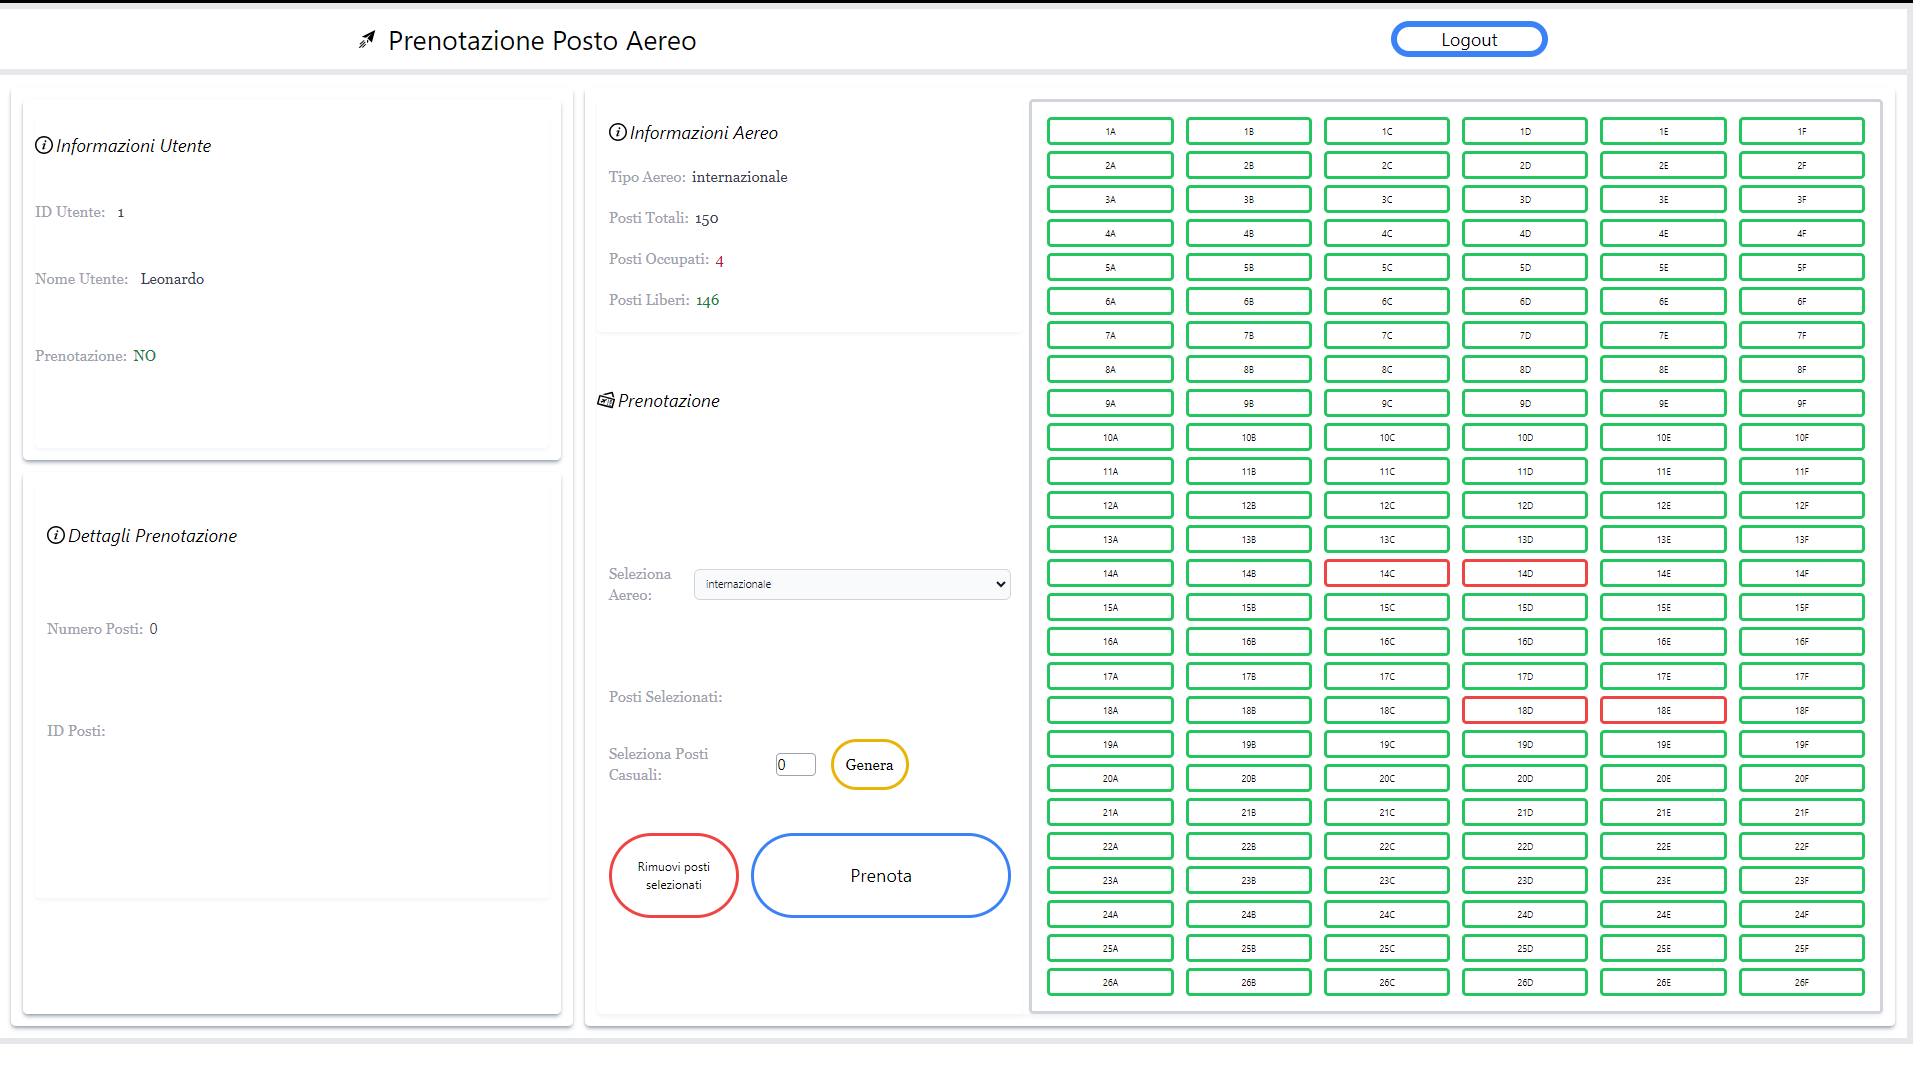 Prenotazione Posto Aereo
Logout
Informazioni Utente
ID Utente: 1
Nome Utente: Leonardo
Prenotazione: NO
Dettagli Prenotazione
Numero Posti: 0
ID Posti:
Informazioni Aereo
Tipo Aereo: internazionale
Posti Totali: 150
Posti Occupati: 4
Posti Liberi: 146
Prenotazione
Seleziona
Aereo:
internazionale
Posti Selezionati:
Seleziona Posti
Casuali:
0
Genera
Rimuovi posti
selezionati
Prenota
1A 1B 1C 1D 1E 1F
2A 2B 2C 2D 2E 2F
3A 3B 3C 3D 3E 3F
4A 4B 4C 4D 4E 4F
5A 5B 5C 5D 5E 5F
6A 6B 6C 6D 6E 6F
7A 7B 7C 7D 7E 7F
8A 8B 8C 8D 8E 8F
9A 9B 9C 9D 9E 9F
10A 10B 10C 10D 10E 10F
11A 11B 11C 11D 11E 11F
12A 12B 12C 12D 12E 12F
13A 13B 13C 13D 13E 13F
14A 14B 14C 14D 14E 14F
15A 15B 15C 15D 15E 15F
16A 16B 16C 16D 16E 16F
17A 17B 17C 17D 17E 17F
18A 18B 18C 18D 18E 18F
19A 19B 19C 19D 19E 19F
20A 20B 20C 20D 20E 20F
21A 21B 21C 21D 21E 21F
22A 22B 22C 22D 22E 22F
23A 23B 23C 23D 23E 23F
24A 24B 24C 24D 24E 24F
25A 25B 25C 25D 25E 25F
26A 26B 26C 26D 26E 26F